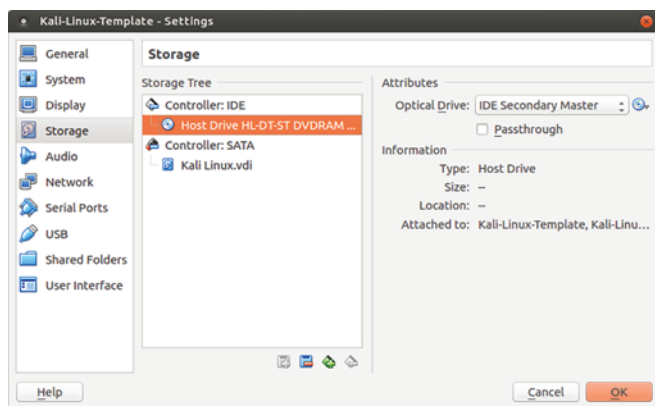 Kali-Linux-Template - Settings
General
System
Display
Storage
Audio
Network
Serial Ports
USB
Shared Folders
User Interface
Storage
Storage Tree
Controller: IDE
Host Drive HL-DT-ST DVDRAM ...
Controller: SATA
Kali Linux.vdi
Attributes
Optical Drive: IDE Secondary Master
Passthrough
Information
Type: Host Drive
Size: --
Location: --
Attached to: Kali-Linux-Template, Kali-Linu...
Help
Cancel
OK